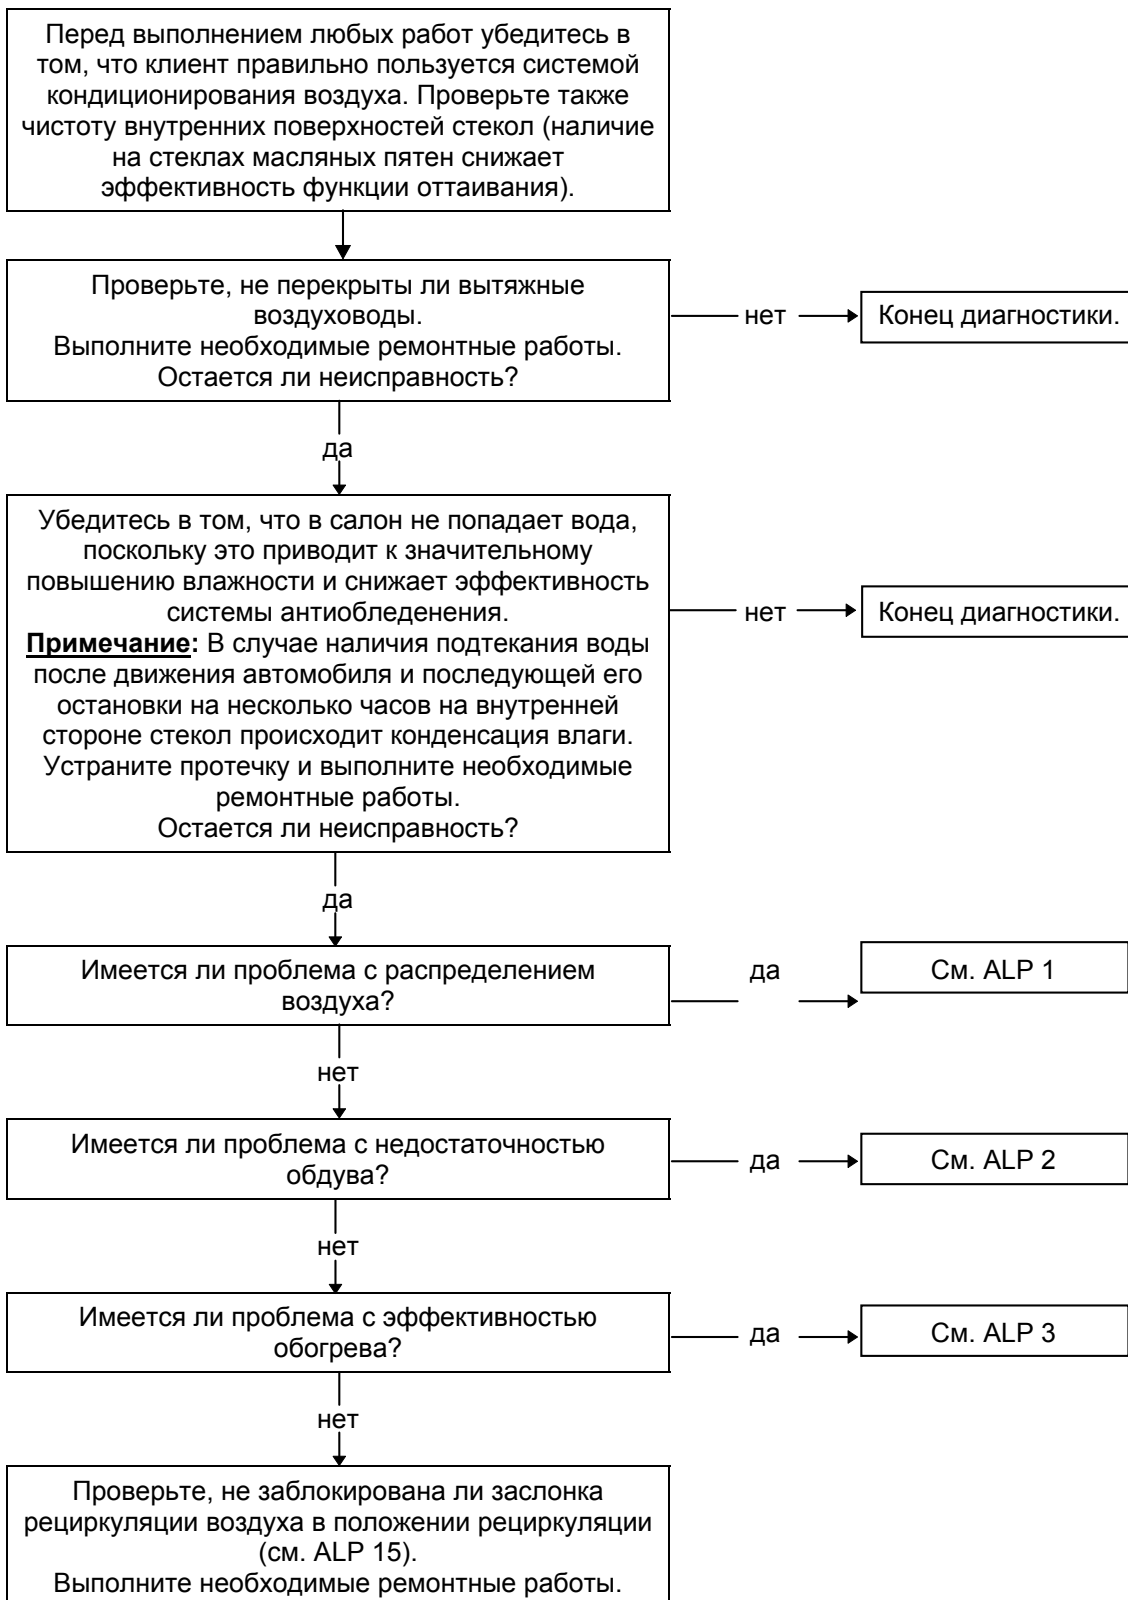 Перед выполнением любых работ убедитесь в
том, что клиент правильно пользуется системой
кондиционирования воздуха. Проверьте также
чистоту внутренних поверхностей стекол (наличие
на стеклах масляных пятен снижает
эффективность функции оттаивания).
Проверьте, не перекрыты ли вытяжные
воздуховоды.
Выполните необходимые ремонтные работы.
Остается ли неисправность?
нет
Конец диагностики.
да
Убедитесь в том, что в салон не попадает вода,
поскольку это приводит к значительному
повышению влажности и снижает эффективность
системы антиобледенения.
Примечание: В случае наличия подтекания воды
после движения автомобиля и последующей его
остановки на несколько часов на внутренней
стороне стекол происходит конденсация влаги.
Устраните протечку и выполните необходимые
ремонтные работы.
Остается ли неисправность?
нет
Конец диагностики.
да
Имеется ли проблема с распределением
воздуха?
да
См. ALP 1
нет
Имеется ли проблема с недостаточностью
обдува?
да
См. ALP 2
нет
Имеется ли проблема с эффективностью
обогрева?
да
См. ALP 3
нет
Проверьте, не заблокирована ли заслонка
рециркуляции воздуха в положении рециркуляции
(см. ALP 15).
Выполните необходимые ремонтные работы.